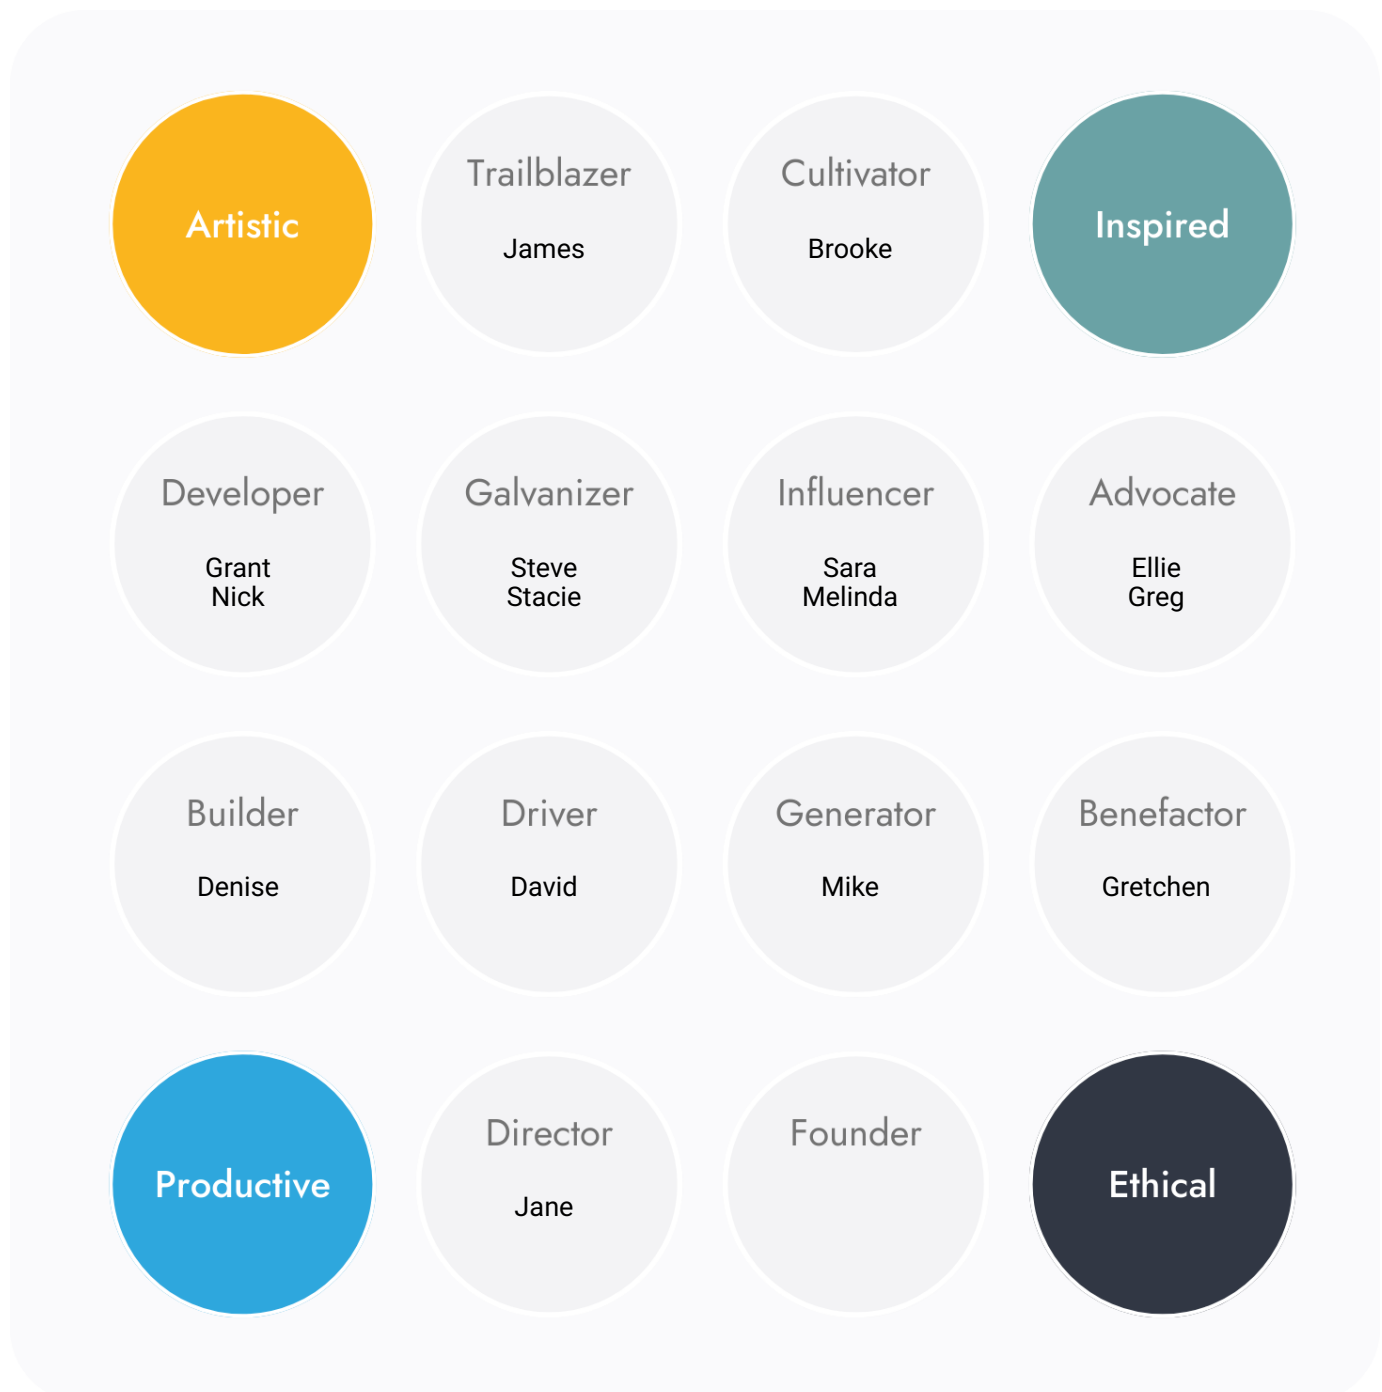 Artistic
Trailblazer
James
Cultivator
Brooke
Inspired
Developer
Grant
Nick
Galvanizer
Steve
Stacie
Influencer
Sara
Melinda
Advocate
Ellie
Greg
Builder
Denise
Driver
David
Generator
Mike
Benefactor
Gretchen
Productive
Director
Jane
Founder
Ethical